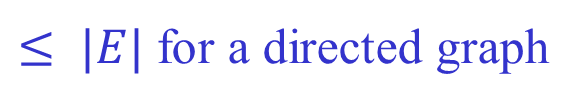 ≤ |E| for a directed graph